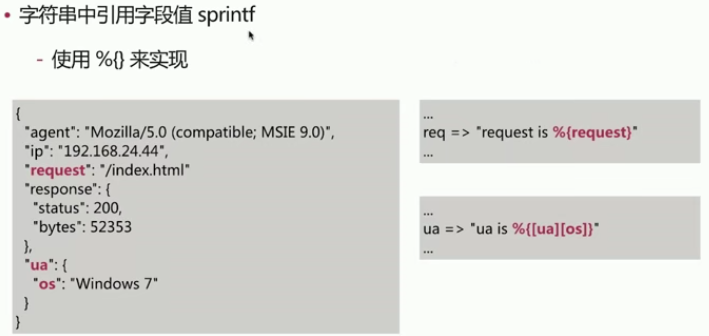 • 字符串中引用字段值 sprintf
- 使用 %{} 来实现
{
"agent": "Mozilla/5.0 (compatible; MSIE 9.0)",
"ip": "192.168.24.44",
"request": "/index.html"
"response": {
"status": 200,
"bytes": 52353
},
"ua": {
"os": "Windows 7"
}
}
...
req => "request is %{request}"
...
...
ua => "ua is %{[ua][os]}"
...